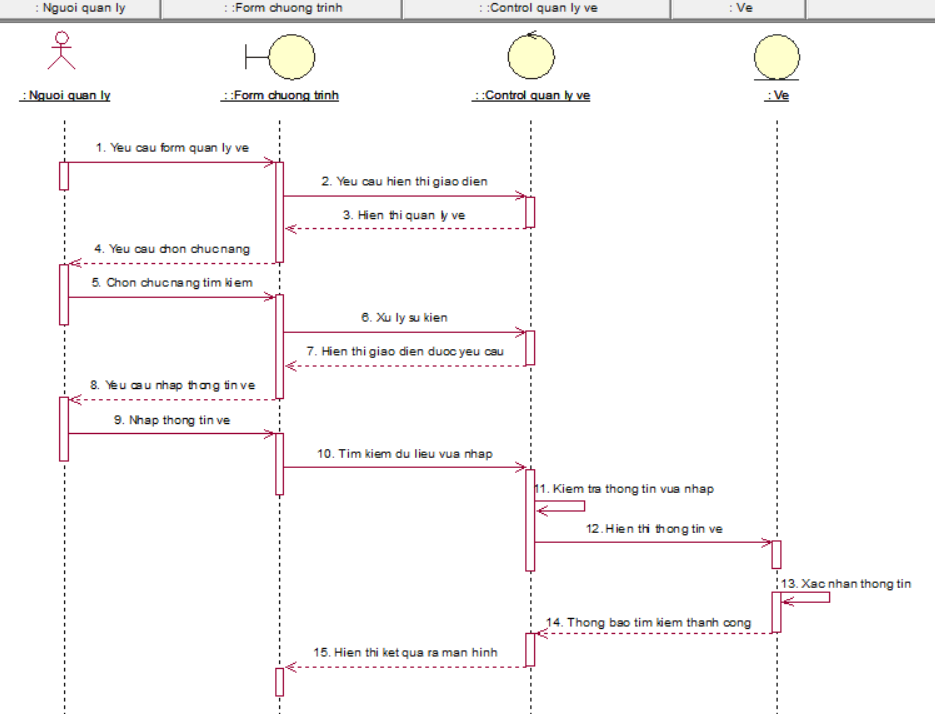 : Nguoi quan ly
: :Form chuong trinh
: :Control quan ly ve
: Ve
: Nguoi quan ly
: :Form chuong trinh
: :Control quan ly ve
: Ve
1. Yeu cau form quan ly ve
2. Yeu cau hien thi giao dien
3. Hien thi quan ly ve
4. Yeu cau chon chuc nang
5. Chon chuc nang tim kiem
6. Xu ly su kien
7. Hien thi giao dien duoc yeu cau
8. Yeu cau nhap thong tin ve
9. Nhap thong tin ve
10. Tim kiem du lieu vua nhap
11. Kiem tra thong tin vua nhap
12. Hien thi thong tin ve
13. Xac nhan thong tin
14. Thong bao tim kiem thanh cong
15. Hien thi ket qua ra man hinh